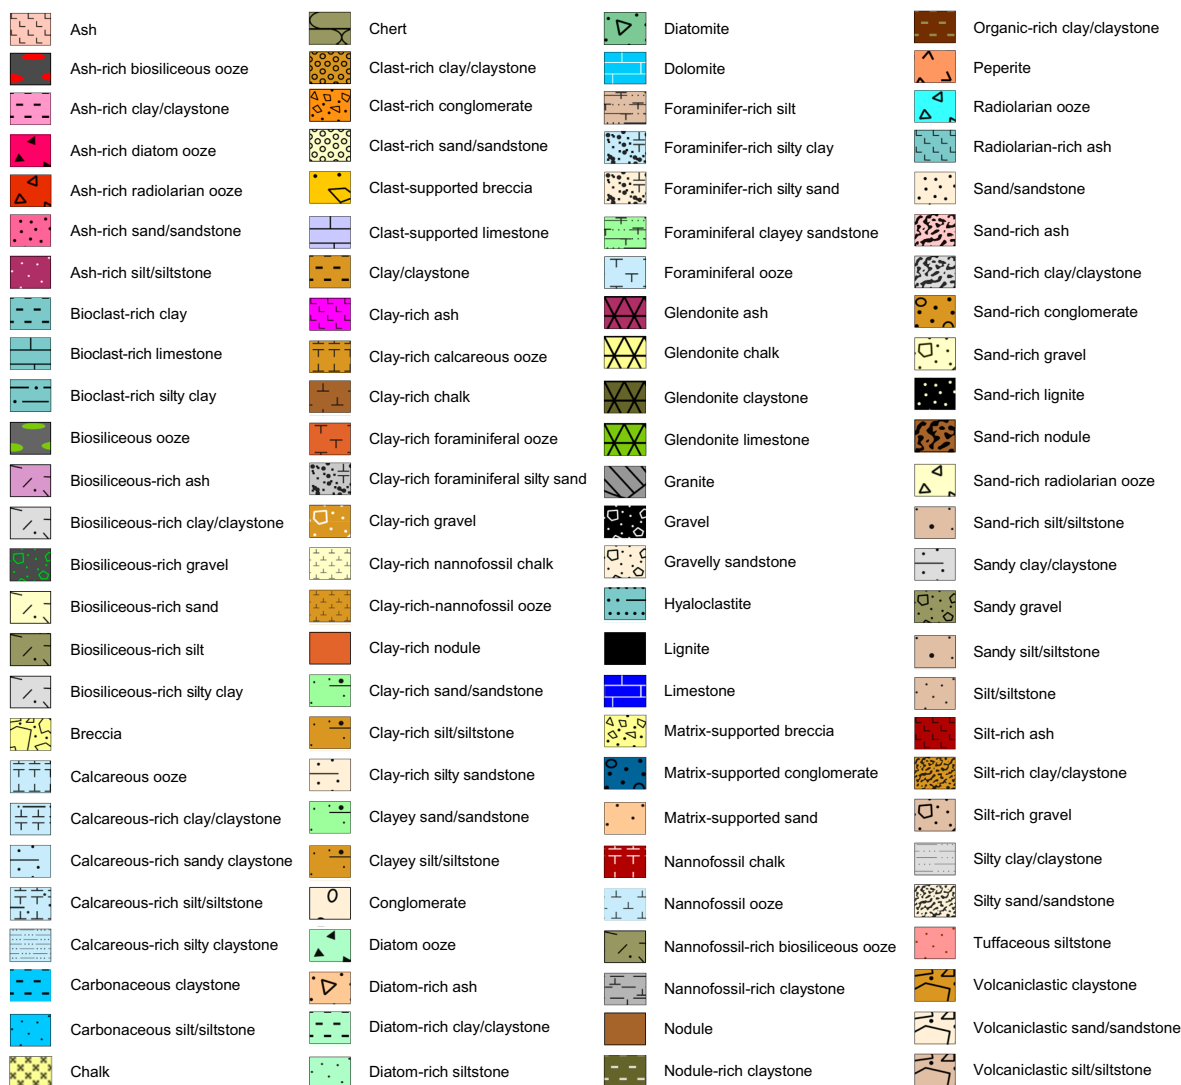 Ash
Ash-rich biosiliceous ooze
Ash-rich clay/claystone
Ash-rich diatom ooze
Ash-rich radiolarian ooze
Ash-rich sand/sandstone
Ash-rich silt/siltstone
Bioclast-rich clay
Bioclast-rich limestone
Bioclast-rich silty clay
Biosiliceous ooze
Biosiliceous-rich ash
Biosiliceous-rich clay/claystone
Biosiliceous-rich gravel
Biosiliceous-rich sand
Biosiliceous-rich silt
Biosiliceous-rich silty clay
Breccia
Calcareous ooze
Calcareous-rich clay/claystone
Calcareous-rich sandy claystone
Calcareous-rich silt/siltstone
Calcareous-rich silty claystone
Carbonaceous claystone
Carbonaceous silt/siltstone
Chalk
Chert
Clast-rich clay/claystone
Clast-rich conglomerate
Clast-rich sand/sandstone
Clast-supported breccia
Clast-supported limestone
Clay/claystone
Clay-rich ash
Clay-rich calcareous ooze
Clay-rich chalk
Clay-rich foraminiferal ooze
Clay-rich foraminiferal silty sand
Clay-rich gravel
Clay-rich nannofossil chalk
Clay-rich-nannofossil ooze
Clay-rich nodule
Clay-rich sand/sandstone
Clay-rich silt/siltstone
Clay-rich silty sandstone
Clayey sand/sandstone
Clayey silt/siltstone
Conglomerate
Diatom ooze
Diatom-rich ash
Diatom-rich clay/claystone
Diatom-rich siltstone
Diatomite
Dolomite
Foraminifer-rich silt
Foraminifer-rich silty clay
Foraminifer-rich silty sand
Foraminiferal clayey sandstone
Foraminiferal ooze
Glendonite ash
Glendonite chalk
Glendonite claystone
Glendonite limestone
Granite
Gravel
Gravelly sandstone
Hyaloclastite
Lignite
Limestone
Matrix-supported breccia
Matrix-supported conglomerate
Matrix-supported sand
Nannofossil chalk
Nannofossil ooze
Nannofossil-rich biosiliceous ooze
Nannofossil-rich claystone
Nodule
Nodule-rich claystone
Organic-rich clay/claystone
Peperite
Radiolarian ooze
Radiolarian-rich ash
Sand/sandstone
Sand-rich ash
Sand-rich clay/claystone
Sand-rich conglomerate
Sand-rich gravel
Sand-rich lignite
Sand-rich nodule
Sand-rich radiolarian ooze
Sand-rich silt/siltstone
Sandy clay/claystone
Sandy gravel
Sandy silt/siltstone
Silt/siltstone
Silt-rich ash
Silt-rich clay/claystone
Silt-rich gravel
Silty clay/claystone
Silty sand/sandstone
Tuffaceous siltstone
Volcaniclastic claystone
Volcaniclastic sand/sandstone
Volcaniclastic silt/siltstone